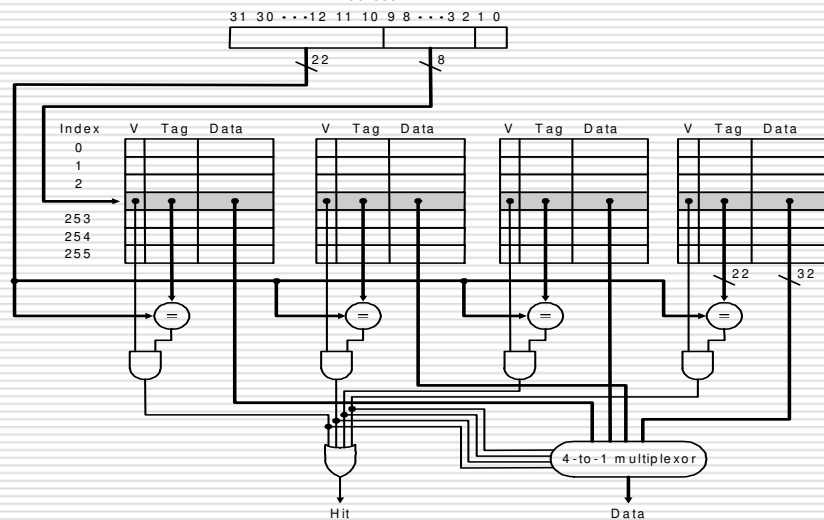 31 30 ···12 11 10 9 8 ···3 2 1 0
22
8
Index V Tag Data V Tag Data V Tag Data V Tag Data
0
1
2
253
254
255
22 32
= = = =
4-to-1 multiplexor
Hit Data